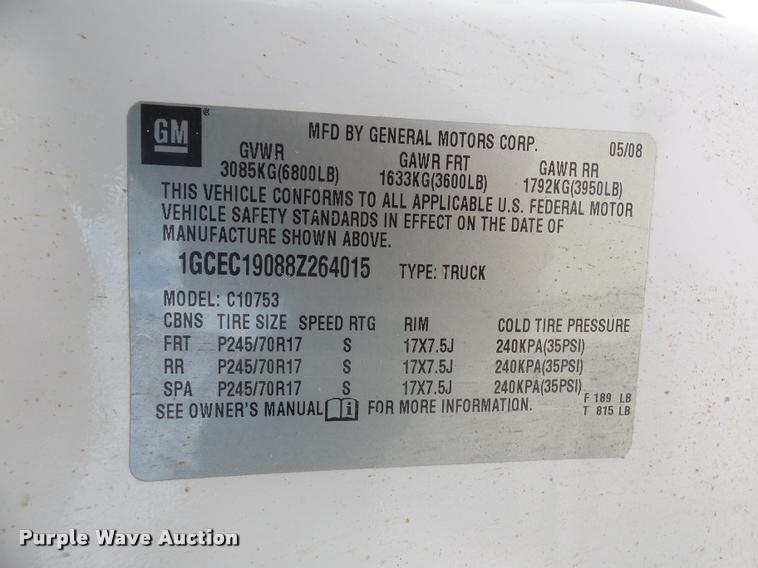 GM ®
MFD BY GENERAL MOTORS CORP. 05/08
GVWR GAWR FRT GAWR RR
3085KG(6800LB) 1633KG(3600LB) 1792KG(3950LB)
THIS VEHICLE CONFORMS TO ALL APPLICABLE U.S. FEDERAL MOTOR
VEHICLE SAFETY STANDARDS IN EFFECT ON THE DATE OF
MANUFACTURE SHOWN ABOVE.
1GCEC19088Z264015 TYPE: TRUCK
MODEL: C10753
CBNS TIRE SIZE SPEED RTG RIM COLD TIRE PRESSURE
FRT P245/70R17 S 17X7.5J 240KPA(35PSI)
RR P245/70R17 S 17X7.5J 240KPA(35PSI)
SPA P245/70R17 S 17X7.5J 240KPA(35PSI)
SEE OWNER'S MANUAL i FOR MORE INFORMATION.
F 189 LB
T 815 LB
Purple Wave Auction